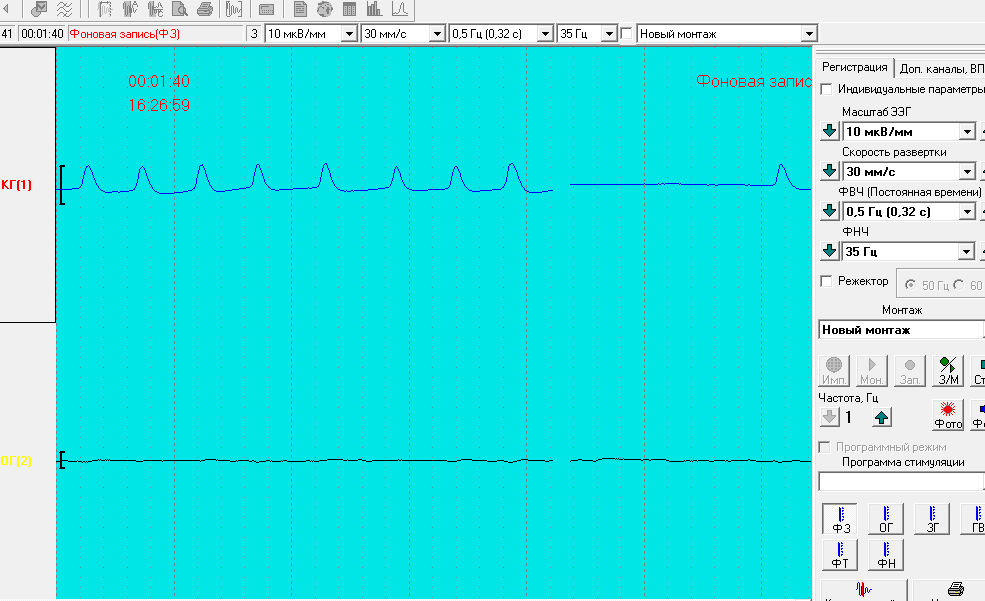 41 00:01:40 Фоновая запись(ФЗ) 3 10 мкВ/мм 30 мм/с 0,5 Гц (0,32 с) 35 Гц Новый монтаж
00:01:40 Фоновая запис
16:26:59
КГ(1)
ОГ(2)
Регистрация Доп. каналы, ВП
Индивидуальные параметры
Масштаб ЭЭГ
10 мкВ/мм
Скорость развертки
30 мм/с
ФВЧ (Постоянная времени)
0,5 Гц (0,32 с)
ФНЧ
35 Гц
Режектор 50 Гц 60
Монтаж
Новый монтаж
Имп. Мон. Зап. З/М Ст
Частота, Гц
1 Фото Фо
Программный режим
Программа стимуляции
ФЗ ОГ ЗГ ГВ
ФТ ФН